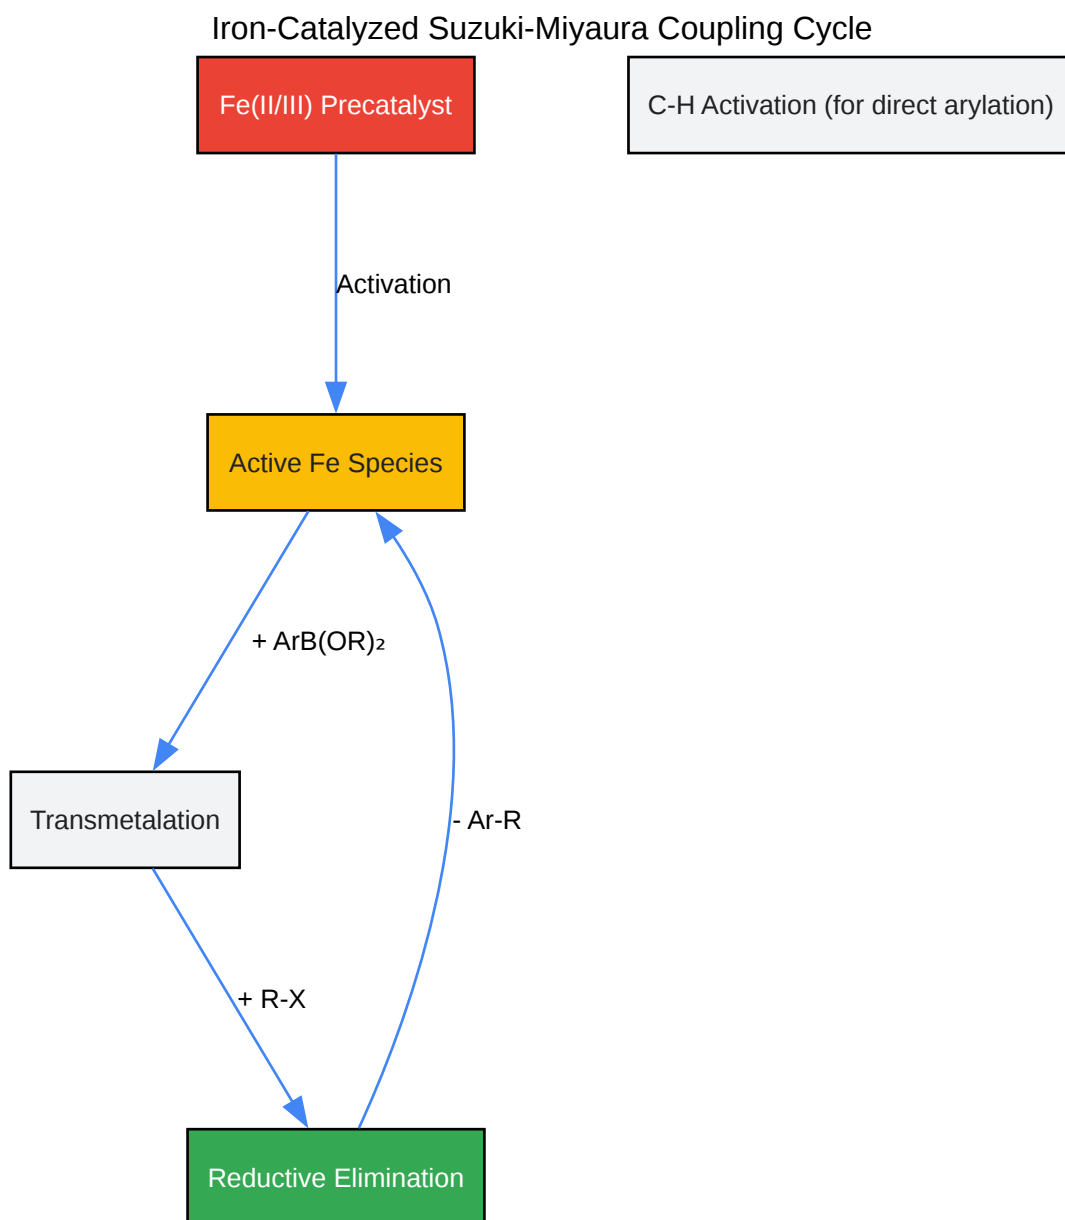 Iron-Catalyzed Suzuki-Miyaura Coupling Cycle
Fe(II/III) Precatalyst
C-H Activation (for direct arylation)
Activation
Active Fe Species
+ ArB(OR)₂
Transmetalation
- Ar-R
+ R-X
Reductive Elimination